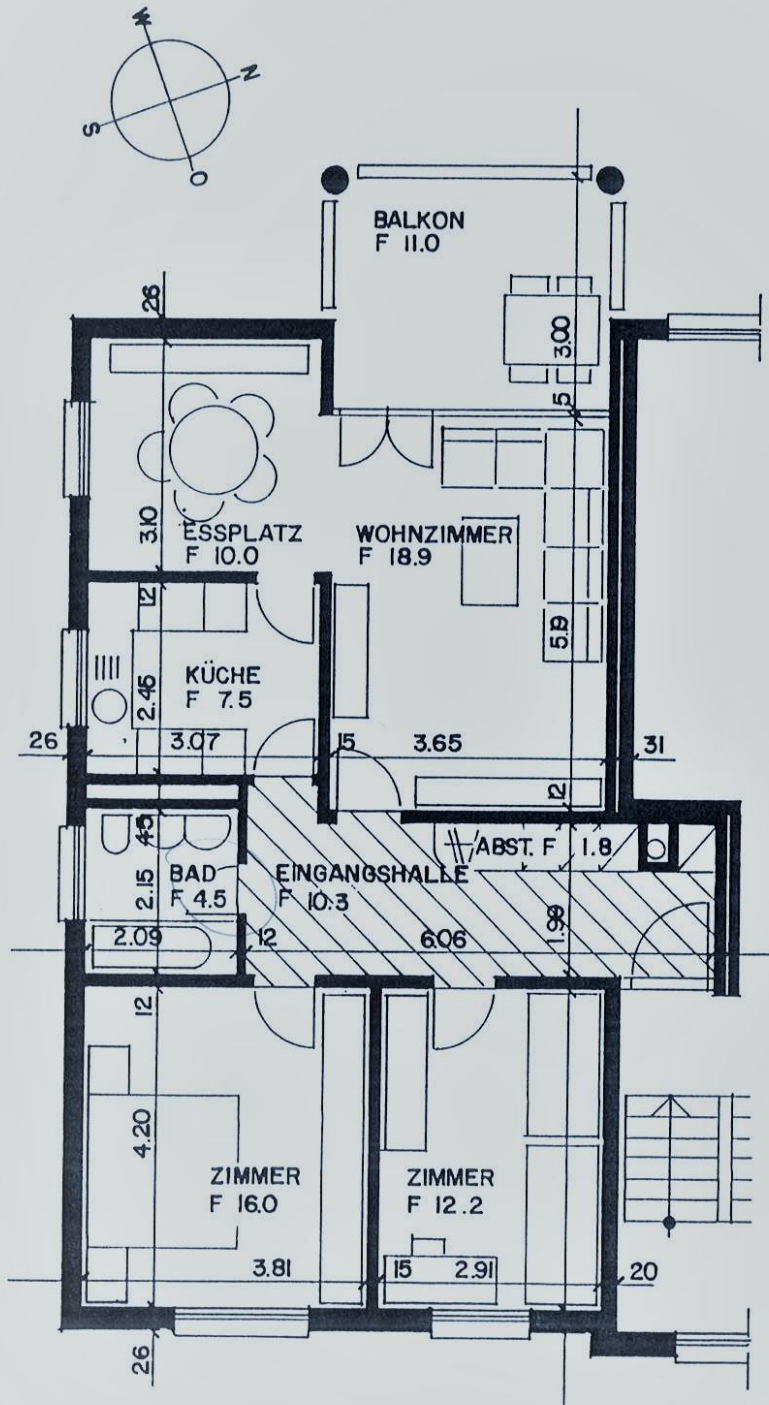 W
N
S
O
BALKON
F 11.0
26
3.00
5
3.10
ESSPLATZ
F 10.0
WOHNZIMMER
F 18.9
12
5.19
KÜCHE
F 7.5
2.45
26
3.07
15
3.65
31
12
45
ABST. F 1.8
BAD
F 4.5
EINGANGSHALLE
F 10.3
2.15
1.90
2.09
12
6.06
12
4.20
ZIMMER
F 16.0
ZIMMER
F 12.2
3.81
15
2.91
20
26